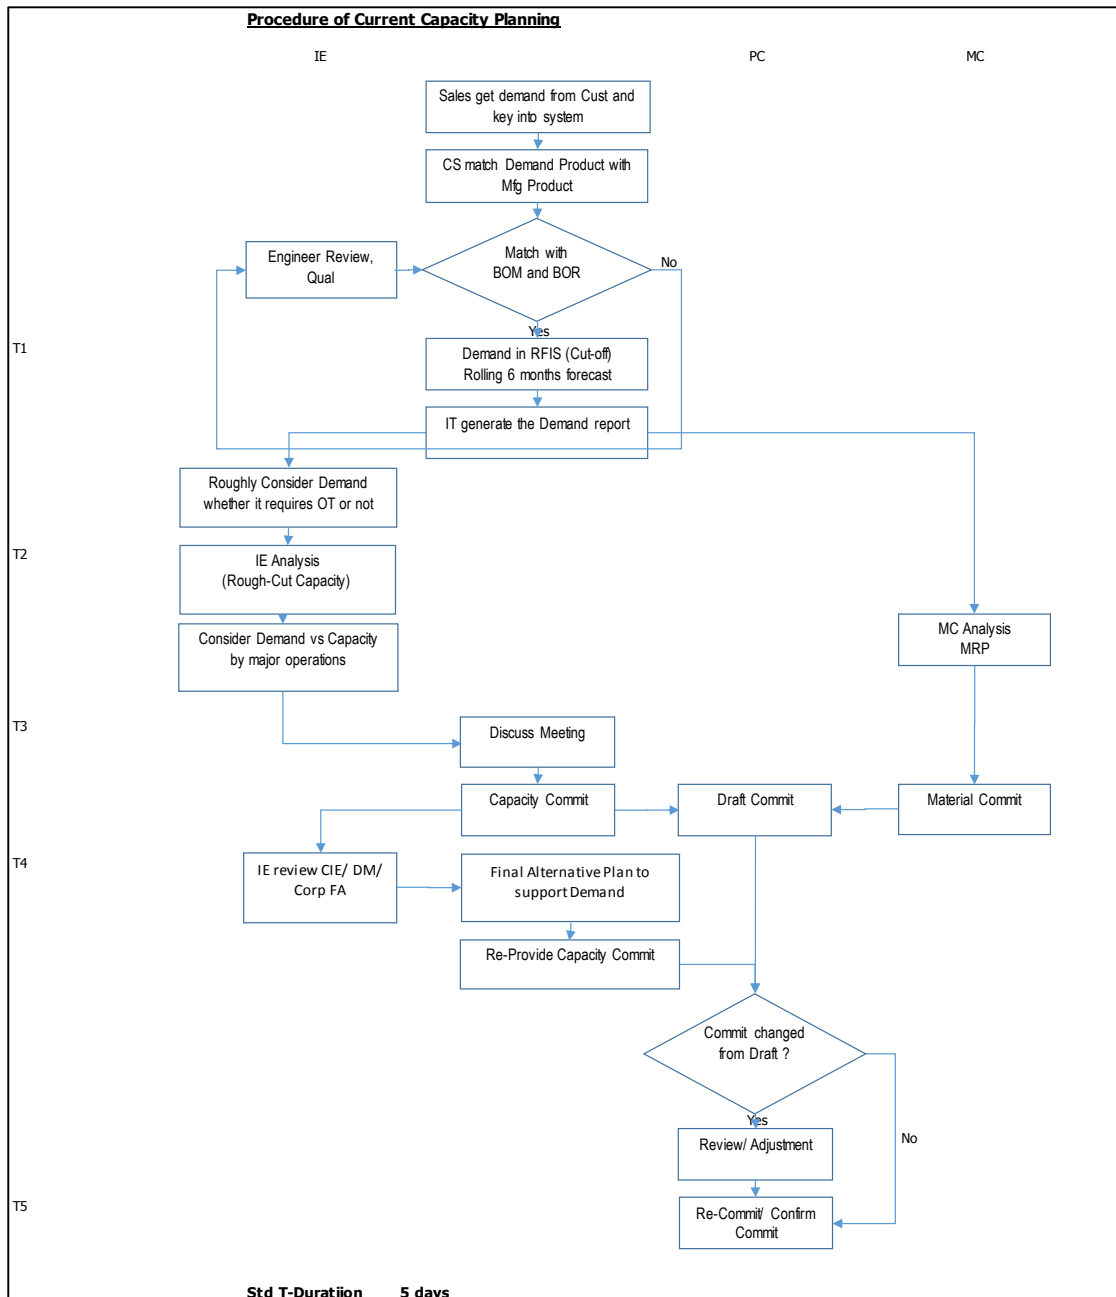 Procedure of Current Capacity Planning
IE
PC
MC
Sales get demand from Cust and
key into system
CS match Demand Product with
Mfg Product
Match with
BOM and BOR
No
Engineer Review,
Qual
Yes
T1
Demand in RFIS (Cut-off)
Rolling 6 months forecast
IT generate the Demand report
Roughly Consider Demand
whether it requires OT or not
T2
IE Analysis
(Rough-Cut Capacity)
Consider Demand vs Capacity
by major operations
MC Analysis
MRP
T3
Discuss Meeting
Capacity Commit
Draft Commit
Material Commit
T4
IE review CIE/ DM/
Corp FA
Final Alternative Plan to
support Demand
Re-Provide Capacity Commit
Commit changed
from Draft ?
Yes
No
Review/ Adjustment
T5
Re-Commit/ Confirm
Commit
Std T-Duratiion 5 days